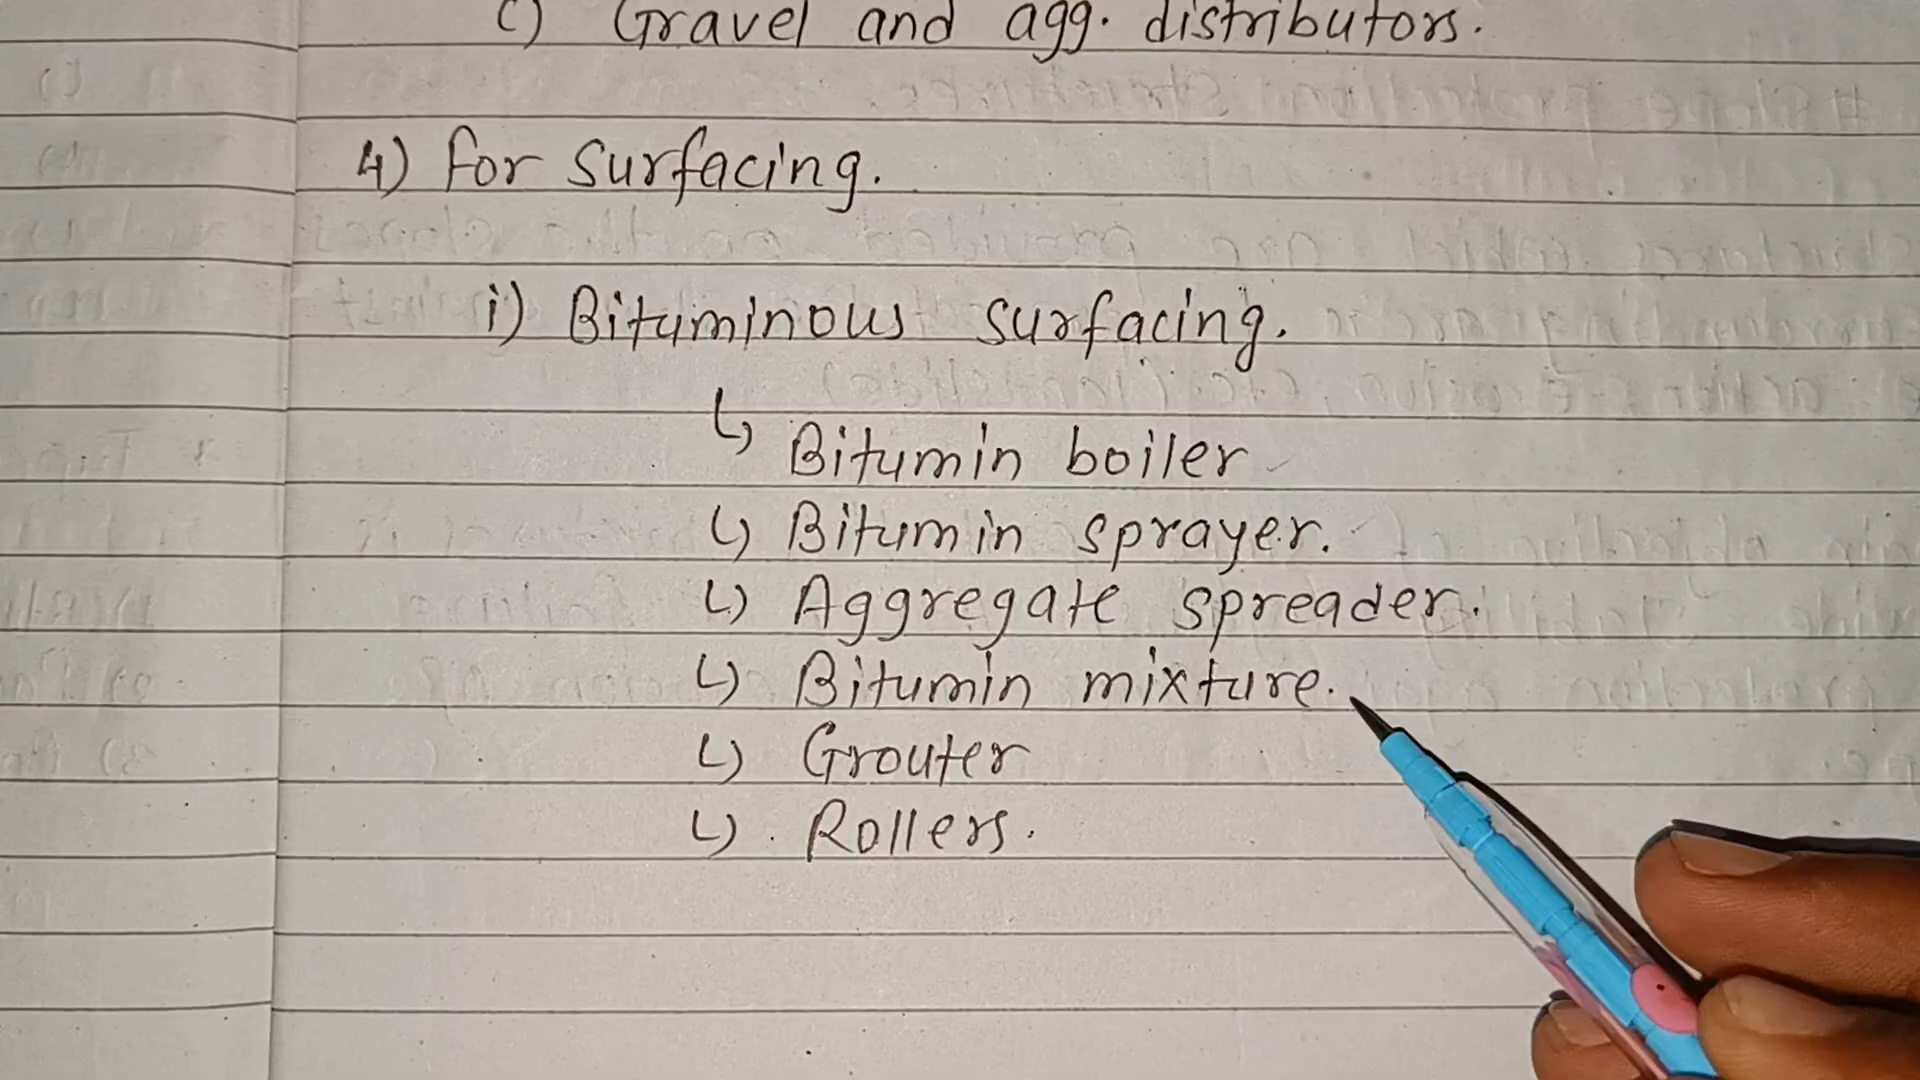 c) Gravel and agg. distributors.
4) For surfacing.
i) Bituminous surfacing.
↳ Bitumin boiler
↳ Bitumin sprayer.
↳ Aggregate spreader.
↳ Bitumin mixture.
↳ Grouter
↳ Rollers.